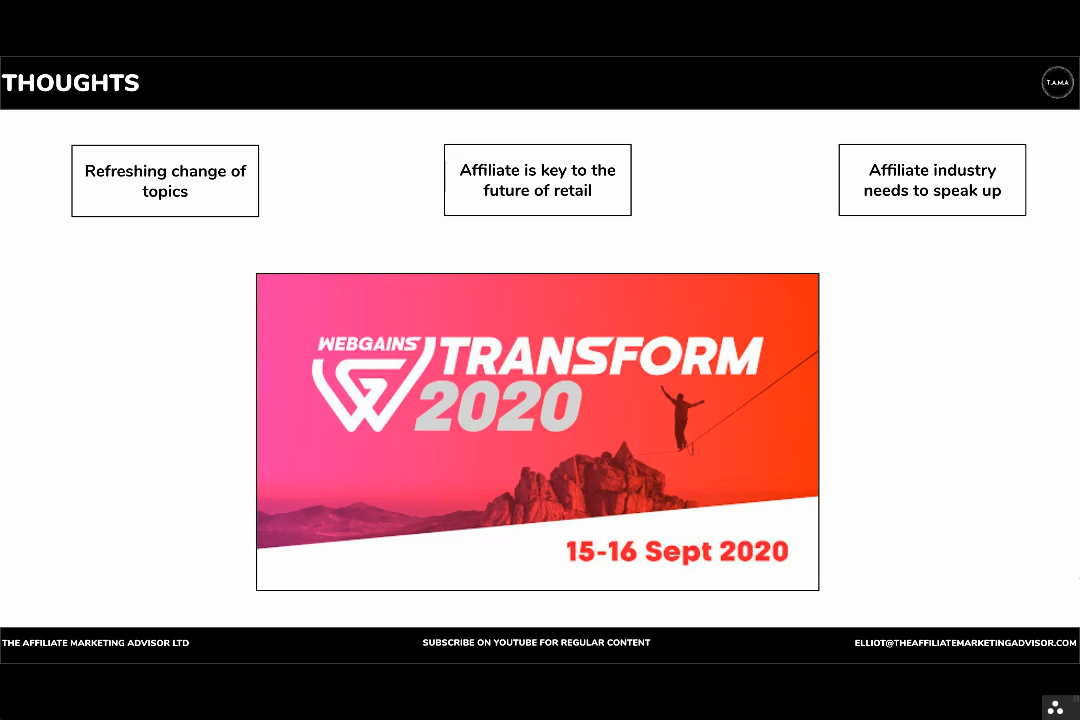 THOUGHTS
T.A.M.A
Refreshing change of
topics
Affiliate is key to the
future of retail
Affiliate industry
needs to speak up
WEBGAINS
TRANSFORM
2020
15-16 Sept 2020
THE AFFILIATE MARKETING ADVISOR LTD
SUBSCRIBE ON YOUTUBE FOR REGULAR CONTENT
ELLIOT@THEAFFILIATEMARKETINGADVISOR.COM